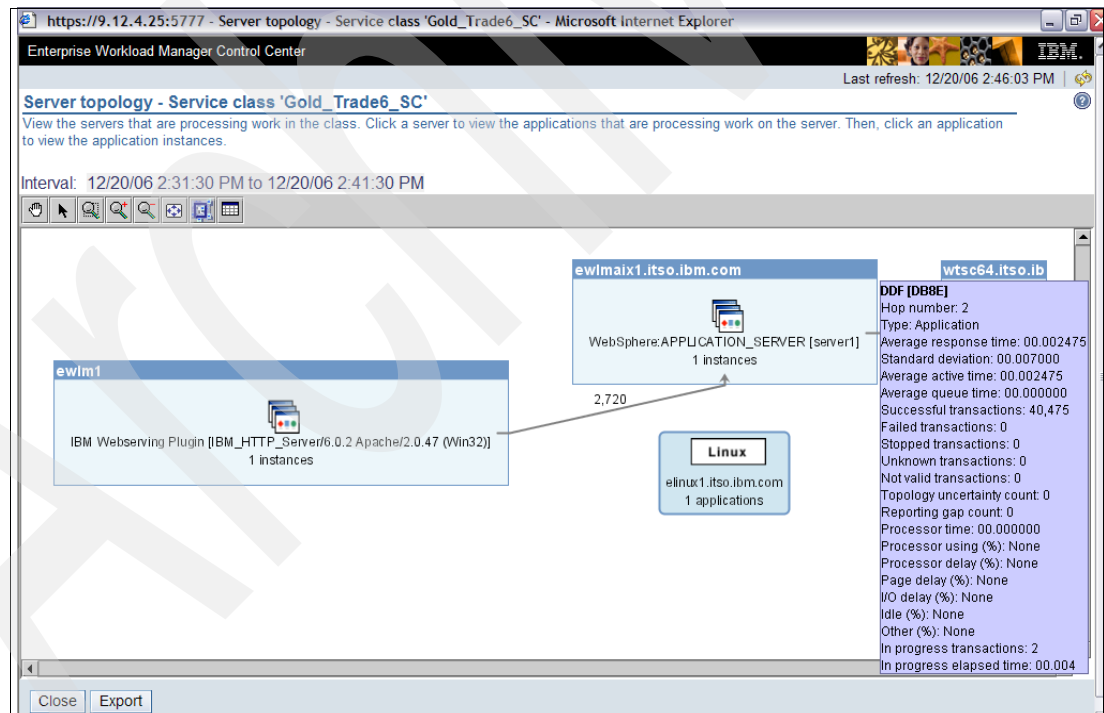 https://9.12.4.25:5777 - Server topology - Service class 'Gold_Trade6_SC' - Microsoft Internet Explorer
Enterprise Workload Manager Control Center
IBM.
Last refresh: 12/20/06 2:46:03 PM
Server topology - Service class 'Gold_Trade6_SC'
View the servers that are processing work in the class. Click a server to view the applications that are processing work on the server. Then, click an application
to view the application instances.
Interval: 12/20/06 2:31:30 PM to 12/20/06 2:41:30 PM
ewlmaix1.itso.ibm.com
WebSphere:APPLICATION_SERVER [server1]
1 instances
ewlm1
IBM Webserving Plugin [IBM_HTTP_Server/6.0.2 Apache/2.0.47 (Win32)]
1 instances
2,720
Linux
elinux1.itso.ibm.com
1 applications
wtsc64.itso.ib
DDF [DB8E]
Hop number: 2
Type: Application
Average response time: 00.002475
Standard deviation: 00.007000
Average active time: 00.002475
Average queue time: 00.000000
Successful transactions: 40,475
Failed transactions: 0
Stopped transactions: 0
Unknown transactions: 0
Not valid transactions: 0
Topology uncertainty count: 0
Reporting gap count: 0
Processor time: 00.000000
Processor using (%): None
Processor delay (%): None
Page delay (%): None
I/O delay (%): None
Idle (%): None
Other (%): None
In progress transactions: 2
In progress elapsed time: 00.004
Close
Export